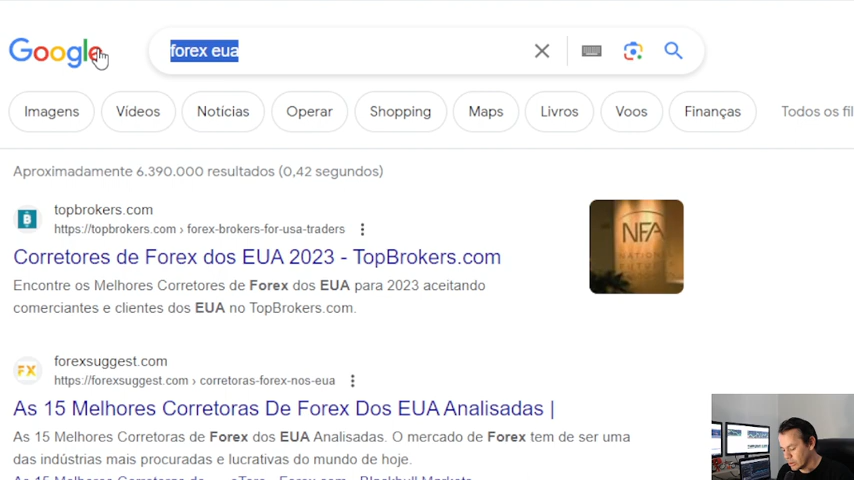 Google
forex eua
Imagens Vídeos Notícias Operar Shopping Maps Livros Voos Finanças Todos os fil
Aproximadamente 6.390.000 resultados (0,42 segundos)
topbrokers.com
https://topbrokers.com › forex-brokers-for-usa-traders
Corretores de Forex dos EUA 2023 - TopBrokers.com
Encontre os Melhores Corretores de Forex dos EUA para 2023 aceitando
comerciantes e clientes dos EUA no TopBrokers.com.
NFA
NATIONAL
FUTURES
FX
forexsuggest.com
https://forexsuggest.com › corretoras-forex-nos-eua
As 15 Melhores Corretoras De Forex Dos EUA Analisadas |
As 15 Melhores Corretoras de Forex dos EUA Analisadas. O mercado de Forex tem de ser uma
das indústrias mais procuradas e lucrativas do mundo de hoje.